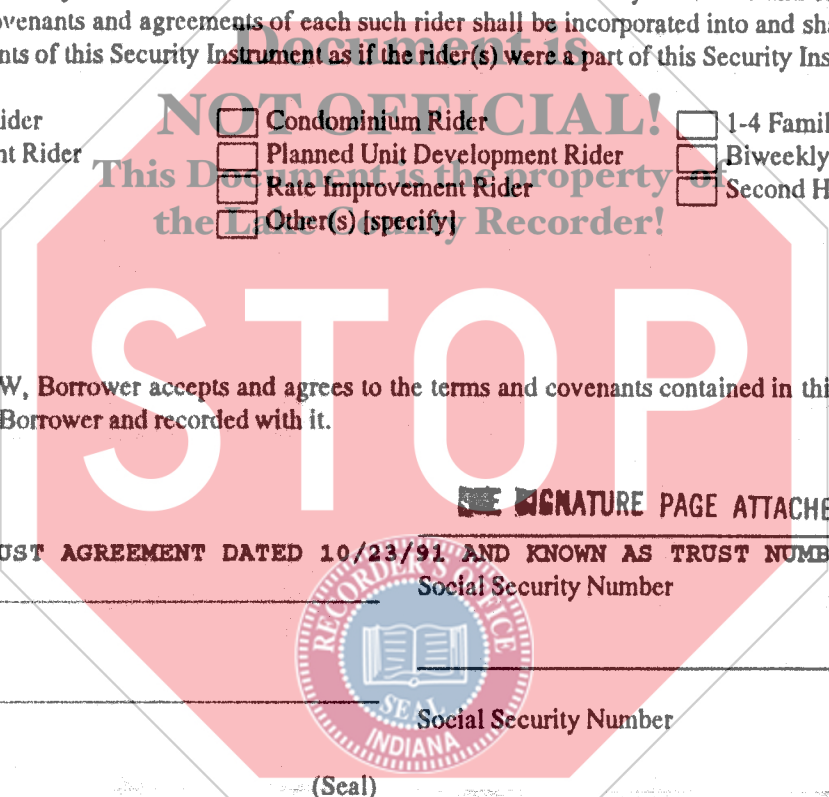 ovenants and agreements of each such rider shall be incorporated into and sha
nts of this Security Instrument as if the rider(s) were a part of this Security Ins
Document is
NOT OFFICIAL!
This Document is the property of
the Lake County Recorder!
ider
nt Rider
Condominium Rider
Planned Unit Development Rider
Rate Improvement Rider
Other(s) [specify]
1-4 Famil
Biweekly
Second H
STOP
W, Borrower accepts and agrees to the terms and covenants contained in thi
Borrower and recorded with it.
SIGNATURE PAGE ATTACHE
UST AGREEMENT DATED 10/23/91 AND KNOWN AS TRUST NUMB
Social Security Number
RECORDER'S OFFICE
SEAL
INDIANA
Social Security Number
(Seal)